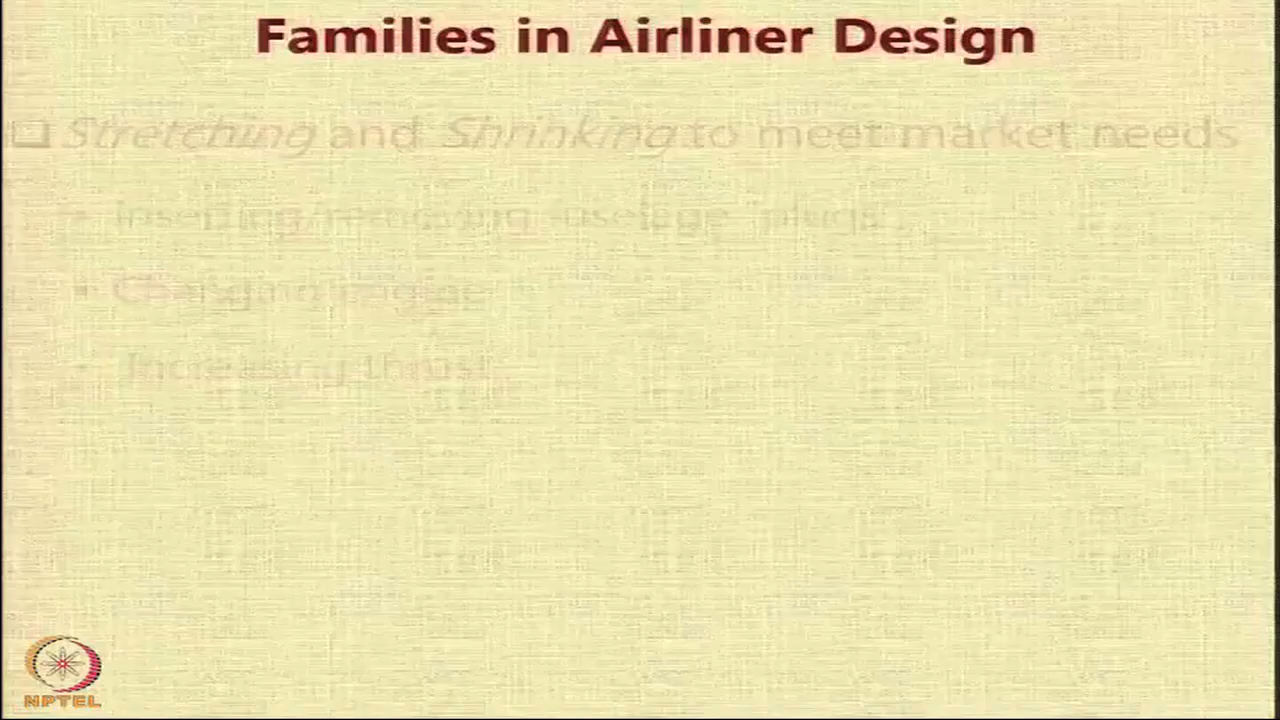 Families in Airliner Design
❑ Stretching and Shrinking to meet market needs
• Inserting/removing fuselage 'plugs'
• Changing engine
• Increasing thrust
NPTEL